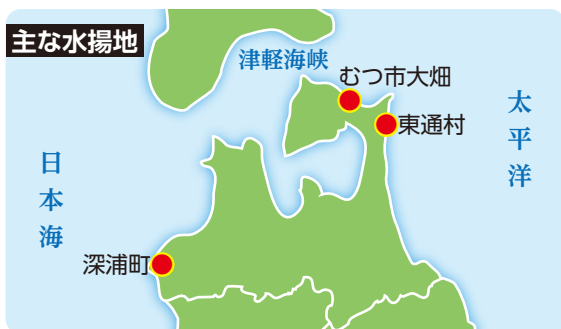 主な水揚地
津軽海峡
むつ市大畑
東通村
太平洋
日本海
深浦町